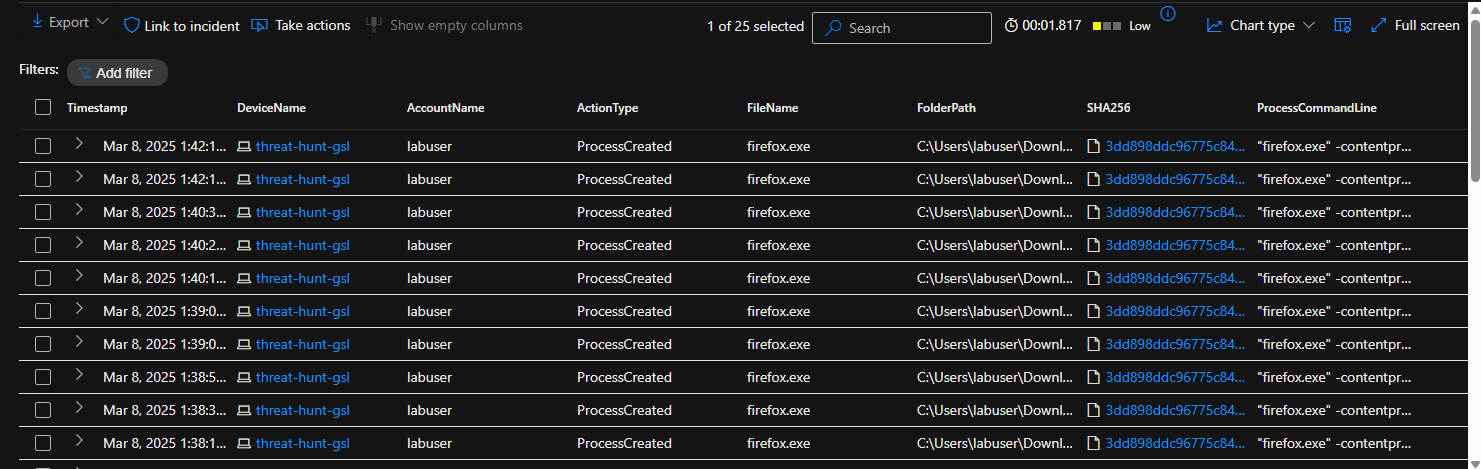 Export Link to incident Take actions Show empty columns 1 of 25 selected Search 00:01.817 Low Chart type Full screen
Filters: Add filter
Timestamp DeviceName AccountName ActionType FileName FolderPath SHA256 ProcessCommandLine
Mar 8, 2025 1:42:1... threat-hunt-gsl labuser ProcessCreated firefox.exe C:\Users\labuser\Downl... 3dd898ddc96775c84... "firefox.exe" -contentpr...
Mar 8, 2025 1:42:1... threat-hunt-gsl labuser ProcessCreated firefox.exe C:\Users\labuser\Downl... 3dd898ddc96775c84... "firefox.exe" -contentpr...
Mar 8, 2025 1:40:3... threat-hunt-gsl labuser ProcessCreated firefox.exe C:\Users\labuser\Downl... 3dd898ddc96775c84... "firefox.exe" -contentpr...
Mar 8, 2025 1:40:2... threat-hunt-gsl labuser ProcessCreated firefox.exe C:\Users\labuser\Downl... 3dd898ddc96775c84... "firefox.exe" -contentpr...
Mar 8, 2025 1:40:1... threat-hunt-gsl labuser ProcessCreated firefox.exe C:\Users\labuser\Downl... 3dd898ddc96775c84... "firefox.exe" -contentpr...
Mar 8, 2025 1:39:0... threat-hunt-gsl labuser ProcessCreated firefox.exe C:\Users\labuser\Downl... 3dd898ddc96775c84... "firefox.exe" -contentpr...
Mar 8, 2025 1:39:0... threat-hunt-gsl labuser ProcessCreated firefox.exe C:\Users\labuser\Downl... 3dd898ddc96775c84... "firefox.exe" -contentpr...
Mar 8, 2025 1:38:5... threat-hunt-gsl labuser ProcessCreated firefox.exe C:\Users\labuser\Downl... 3dd898ddc96775c84... "firefox.exe" -contentpr...
Mar 8, 2025 1:38:3... threat-hunt-gsl labuser ProcessCreated firefox.exe C:\Users\labuser\Downl... 3dd898ddc96775c84... "firefox.exe" -contentpr...
Mar 8, 2025 1:38:1... threat-hunt-gsl labuser ProcessCreated firefox.exe C:\Users\labuser\Downl... 3dd898ddc96775c84... "firefox.exe" -contentpr...